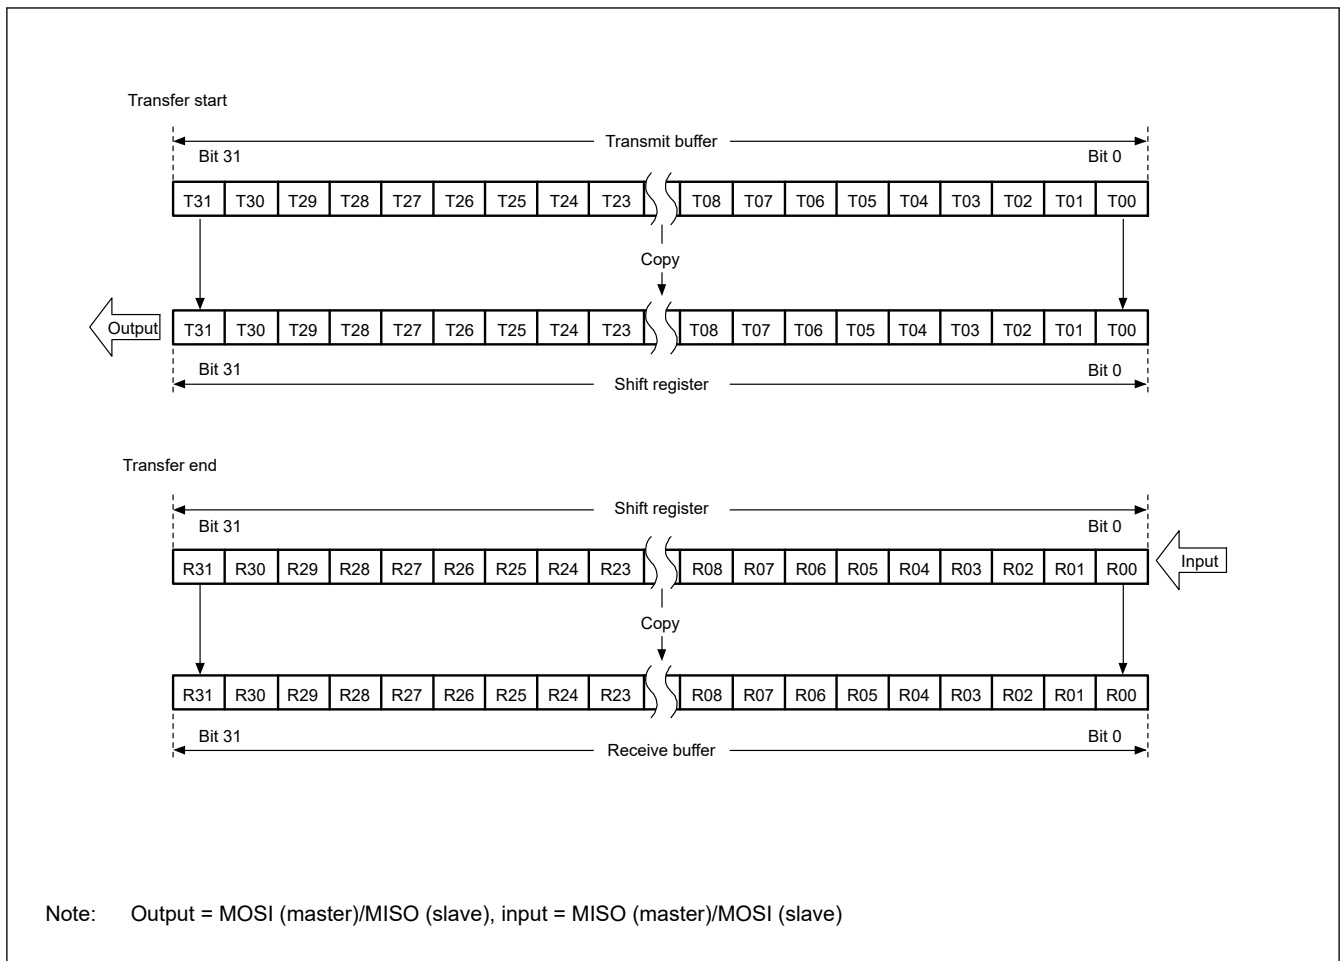 Transfer start
Transmit buffer
Bit 31 Bit 0
T31 T30 T29 T28 T27 T26 T25 T24 T23 T08 T07 T06 T05 T04 T03 T02 T01 T00
Copy
Output T31 T30 T29 T28 T27 T26 T25 T24 T23 T08 T07 T06 T05 T04 T03 T02 T01 T00
Bit 31 Bit 0
Shift register
Transfer end
Shift register
Bit 31 Bit 0
R31 R30 R29 R28 R27 R26 R25 R24 R23 R08 R07 R06 R05 R04 R03 R02 R01 R00 Input
Copy
R31 R30 R29 R28 R27 R26 R25 R24 R23 R08 R07 R06 R05 R04 R03 R02 R01 R00
Bit 31 Bit 0
Receive buffer
Note: Output = MOSI (master)/MISO (slave), input = MISO (master)/MOSI (slave)